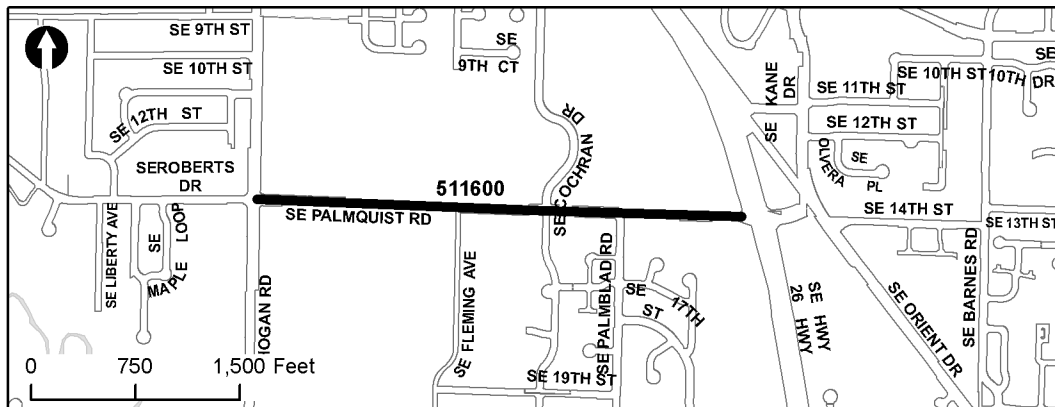 SE 9TH ST
SE 10TH ST
SE 12TH ST
SEROBERTS
DR
SE LIBERTY AVE
SE
MAPLE LOOP
HOGAN RD
SE PALMQUIST RD
511600
SE
9TH CT
SE COCHRAN DR
SE FLEMING AVE
SE PALMBLAD RD
SE 17TH
ST
SE 19TH ST
SE KANE
DR
SE 11TH ST
SE 10TH ST
10TH DR
SE
SE 12TH ST
OLVERA
SE
PL
SE 14TH ST
SE 13TH ST
SE BARNES RD
SE ORIENT DR
SE HWY
26 HWY
0 750 1,500 Feet